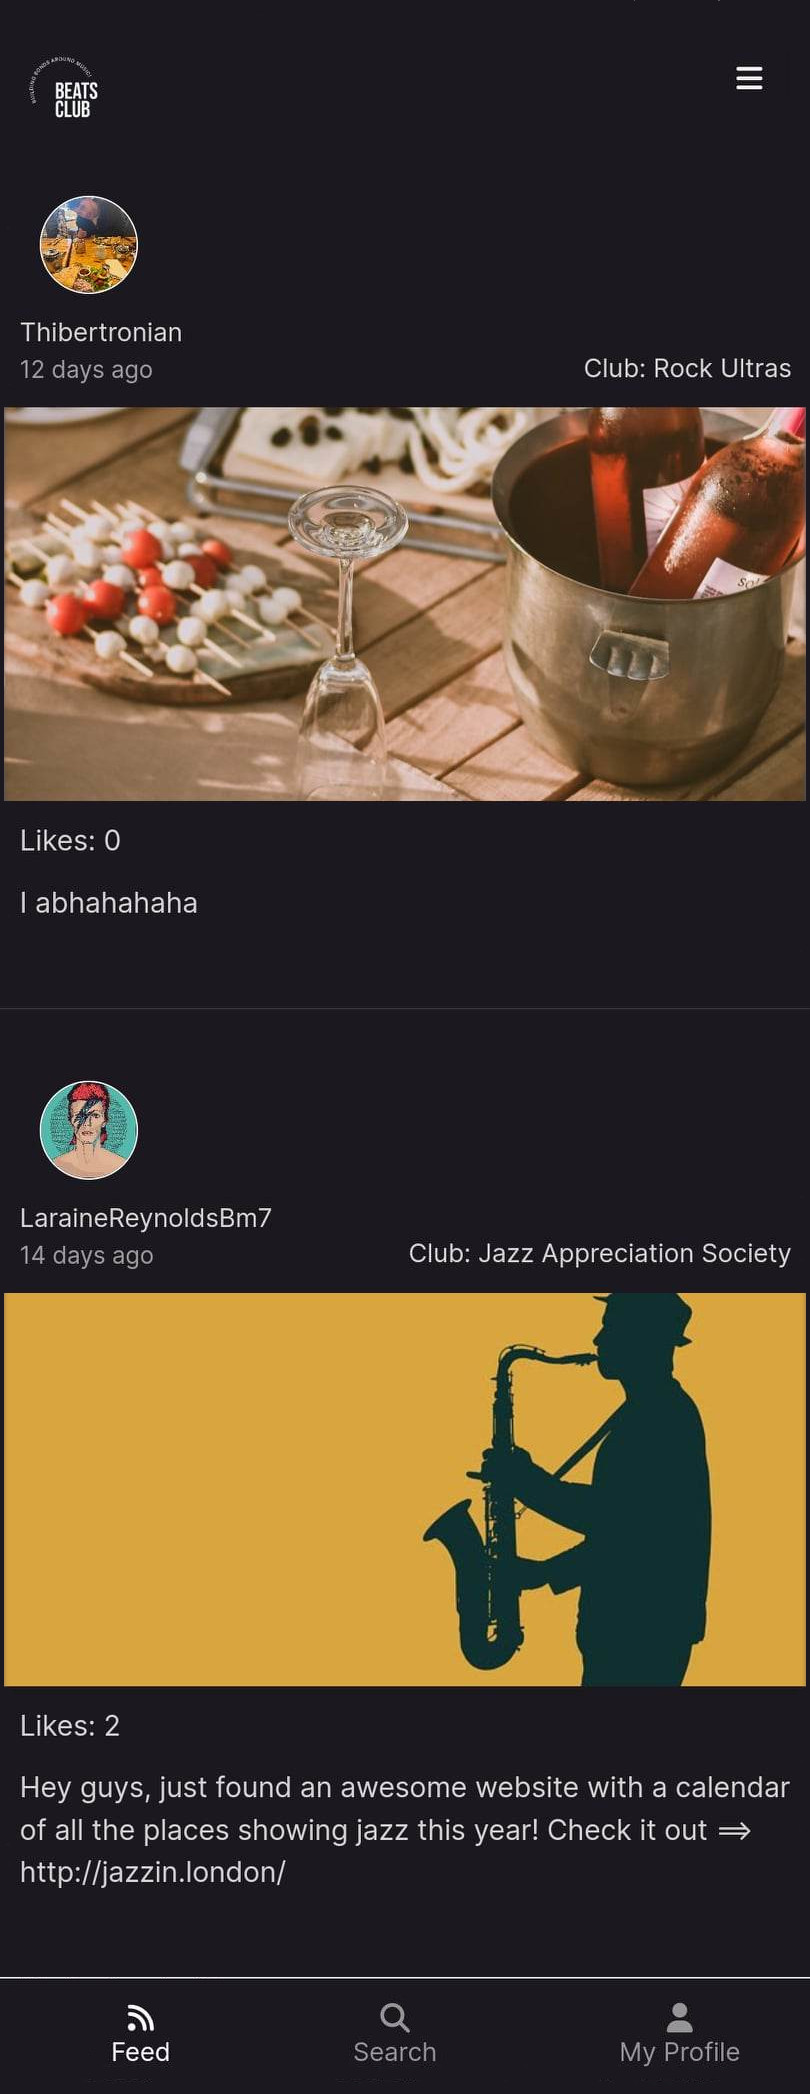 BUILDING BONDS AROUND MUSIC!
BEATS
CLUB
Thibertronian
12 days ago
Club: Rock Ultras
Likes: 0
I abhahahaha
LaraineReynoldsBm7
14 days ago
Club: Jazz Appreciation Society
Likes: 2
Hey guys, just found an awesome website with a calendar
of all the places showing jazz this year! Check it out ⟹
http://jazzin.london/
Feed
Search
My Profile